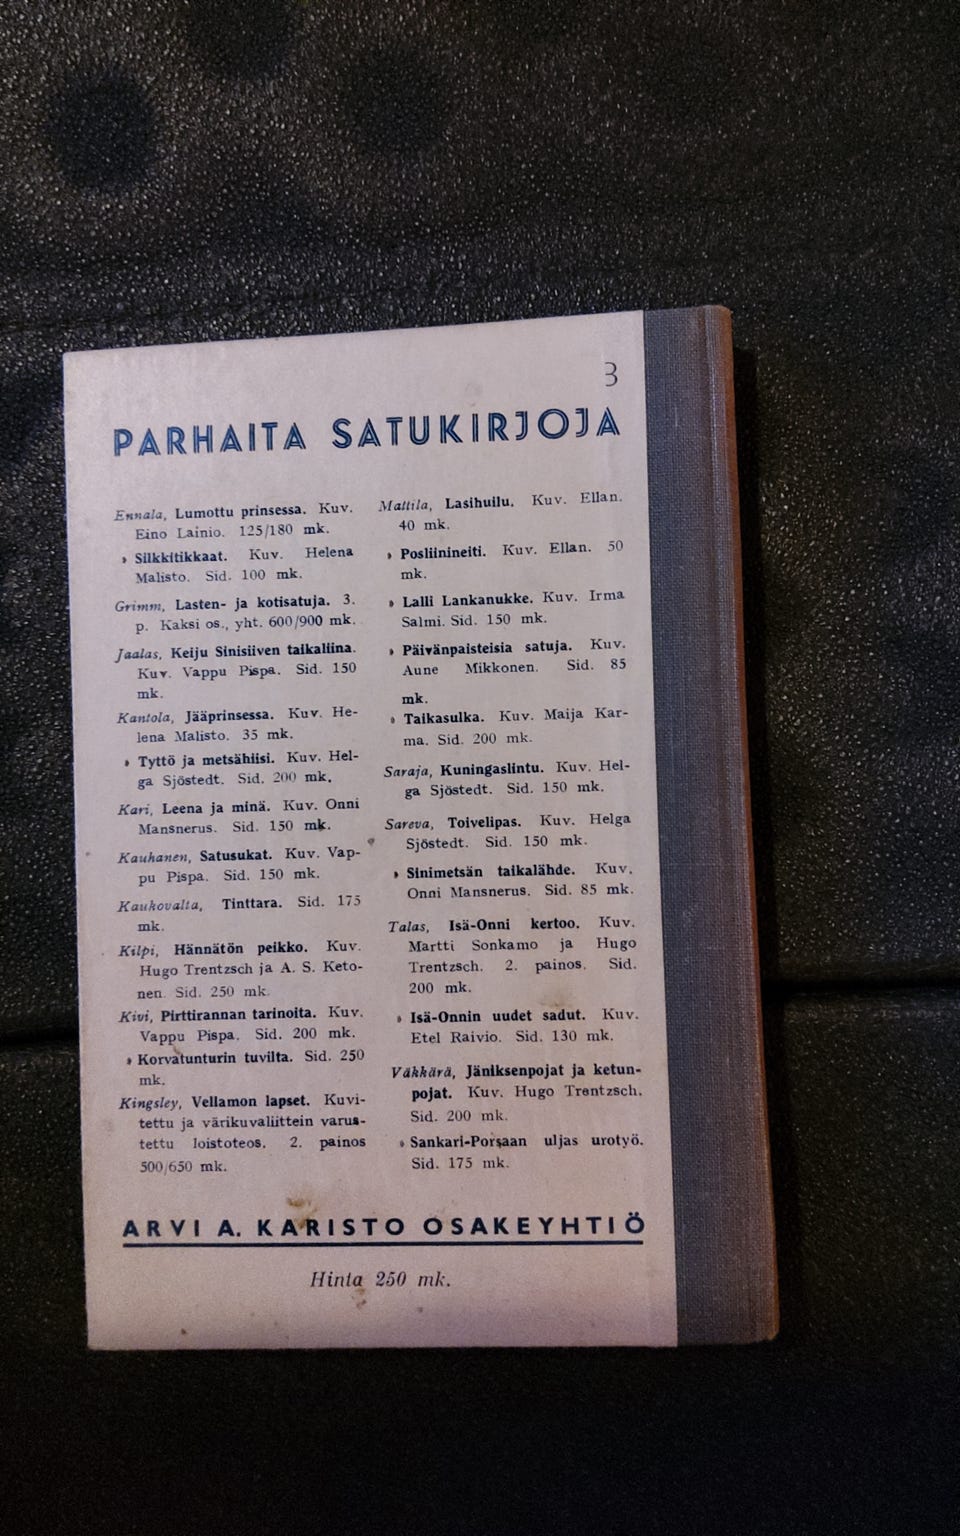 3
PARHAITA SATUKIRJOJA
Ennala, Lumottu prinsessa. Kuv.
Eino Lainio. 125/180 mk.
» Silkkitikkaat. Kuv. Helena
Malisto. Sid. 100 mk.
Grimm, Lasten- ja kotisatuja. 3.
p. Kaksi os., yht. 600/900 mk.
Jaalas, Keiju Sinisiiven taikaliina.
Kuv. Vappu Pispa. Sid. 150
mk.
Kantola, Jääprinsessa. Kuv. He-
lena Malisto. 35 mk.
» Tyttö ja metsähiisi. Kuv. Hel-
ga Sjöstedt. Sid. 200 mk.
Kari, Leena ja minä. Kuv. Onni
Mansnerus. Sid. 150 mk.
Kauhanen, Satusukat. Kuv. Vap-
pu Pispa. Sid. 150 mk.
Kaukovalta, Tinttara. Sid. 175
mk.
Kilpi, Hännätön peikko. Kuv.
Hugo Trentzsch ja A. S. Keto-
nen. Sid. 250 mk.
Kivi, Pirttirannan tarinoita. Kuv.
Vappu Pispa. Sid. 200 mk.
» Korvatunturin tuvilta. Sid. 250
mk.
Kingsley, Vellamon lapset. Kuvi-
tettu ja värikuvaliittein varus-
tettu loistoteos. 2. painos
500/650 mk.
Mattila, Lasihuilu. Kuv. Ellan.
40 mk.
» Posliinineiti. Kuv. Ellan. 50
mk.
» Lalli Lankanukke. Kuv. Irma
Salmi. Sid. 150 mk.
» Päivänpaisteisia satuja. Kuv.
Aune Mikkonen. Sid. 85
mk.
» Taikasulka. Kuv. Maija Kar-
ma. Sid. 200 mk.
Saraja, Kuningaslintu. Kuv. Hel-
ga Sjöstedt. Sid. 150 mk.
Sareva, Toivelipas. Kuv. Helga
Sjöstedt. Sid. 150 mk.
» Sinimetsän taikalähde. Kuv.
Onni Mansnerus. Sid. 85 mk.
Talas, Isä-Onni kertoo. Kuv.
Martti Sonkamo ja Hugo
Trentzsch. 2. painos. Sid.
200 mk.
» Isä-Onnin uudet sadut. Kuv.
Etel Raivio. Sid. 130 mk.
Väkkärä, Jäniksenpojat ja ketun-
pojat. Kuv. Hugo Trentzsch.
Sid. 200 mk.
» Sankari-Porsaan uljas urotyö.
Sid. 175 mk.
ARVI A. KARISTO OSAKEYHTIÖ
Hinta 250 mk.